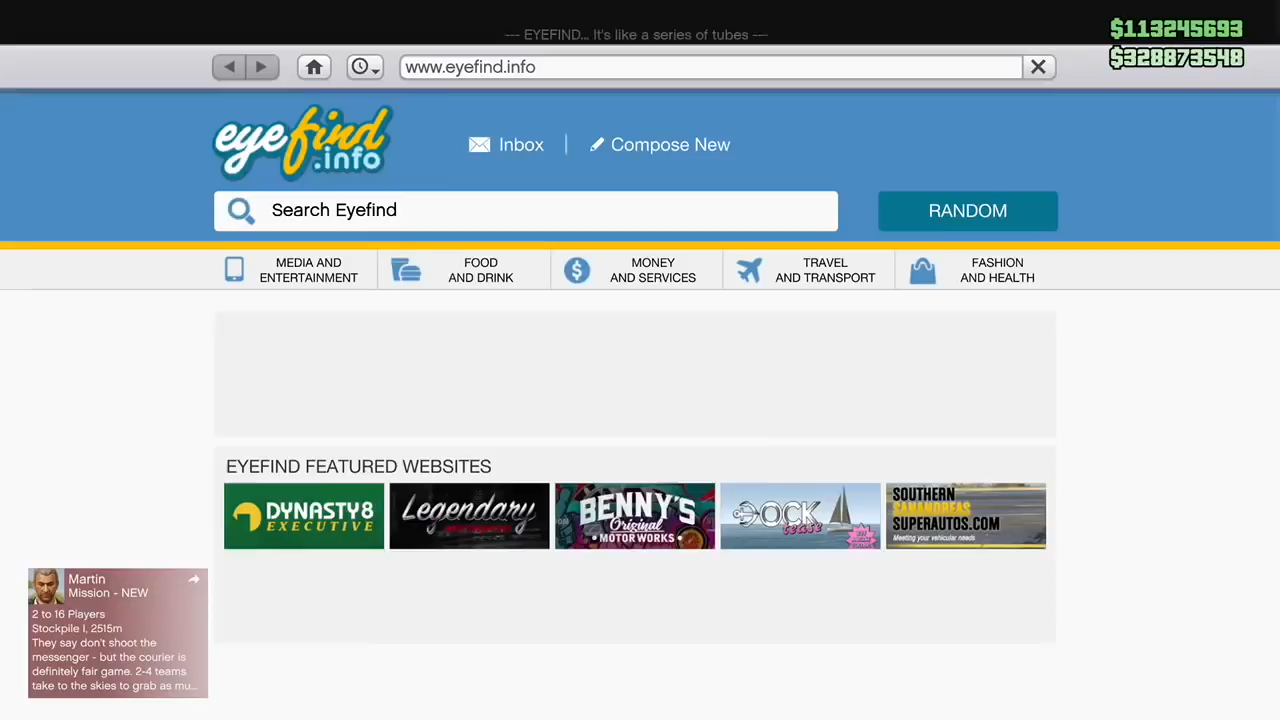 --- EYEFIND... It's like a series of tubes ---
$113245693
$328873548
www.eyefind.info
eyefind
.info
Inbox
Compose New
Search Eyefind
RANDOM
MEDIA AND
ENTERTAINMENT
FOOD
AND DRINK
MONEY
AND SERVICES
TRAVEL
AND TRANSPORT
FASHION
AND HEALTH
EYEFIND FEATURED WEBSITES
DYNASTY8
EXECUTIVE
Legendary
BENNY'S
Original
MOTOR WORKS
DOCK
tease
SOUTHERN
SANANDREAS
SUPERAUTOS.COM
Meeting your vehicular needs
Martin
Mission - NEW
2 to 16 Players
Stockpile I, 2515m
They say don't shoot the
messenger - but the courier is
definitely fair game. 2-4 teams
take to the skies to grab as mu...